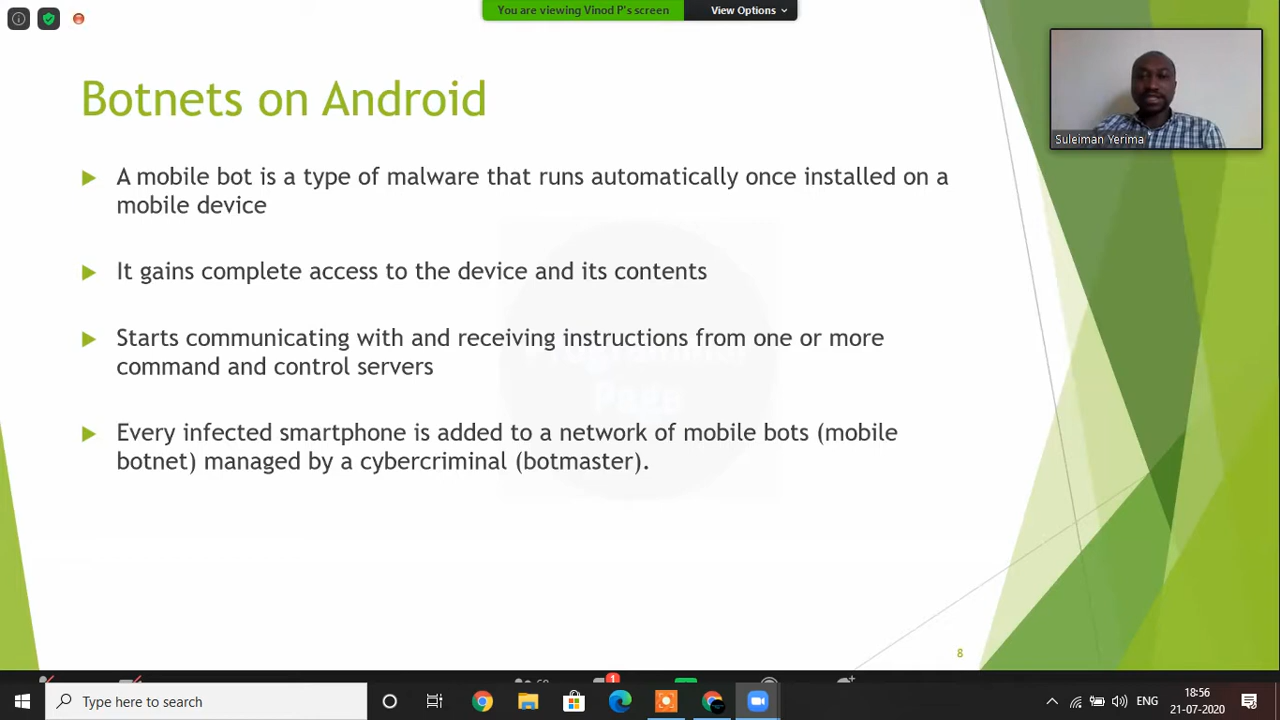 You are viewing Vinod P's screen
View Options
Botnets on Android
A mobile bot is a type of malware that runs automatically once installed on a
mobile device
It gains complete access to the device and its contents
Starts communicating with and receiving instructions from one or more
command and control servers
Every infected smartphone is added to a network of mobile bots (mobile
botnet) managed by a cybercriminal (botmaster).
Suleiman Yerima
Page
8
1
Type here to search
ENG
18:56
21-07-2020